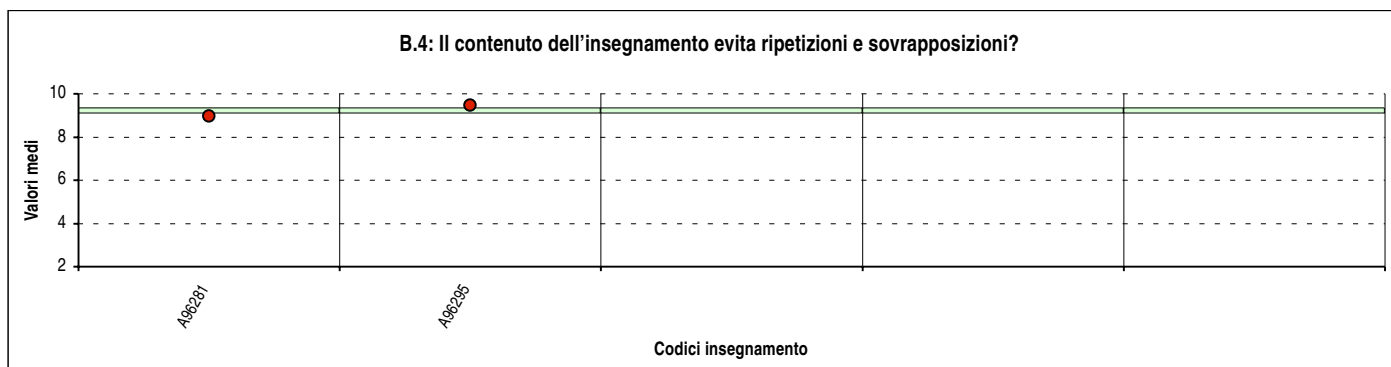 B.4: Il contenuto dell'insegnamento evita ripetizioni e sovrapposizioni?
Valori medi
10
8
6
4
2
A96281
A96295
Codici insegnamento